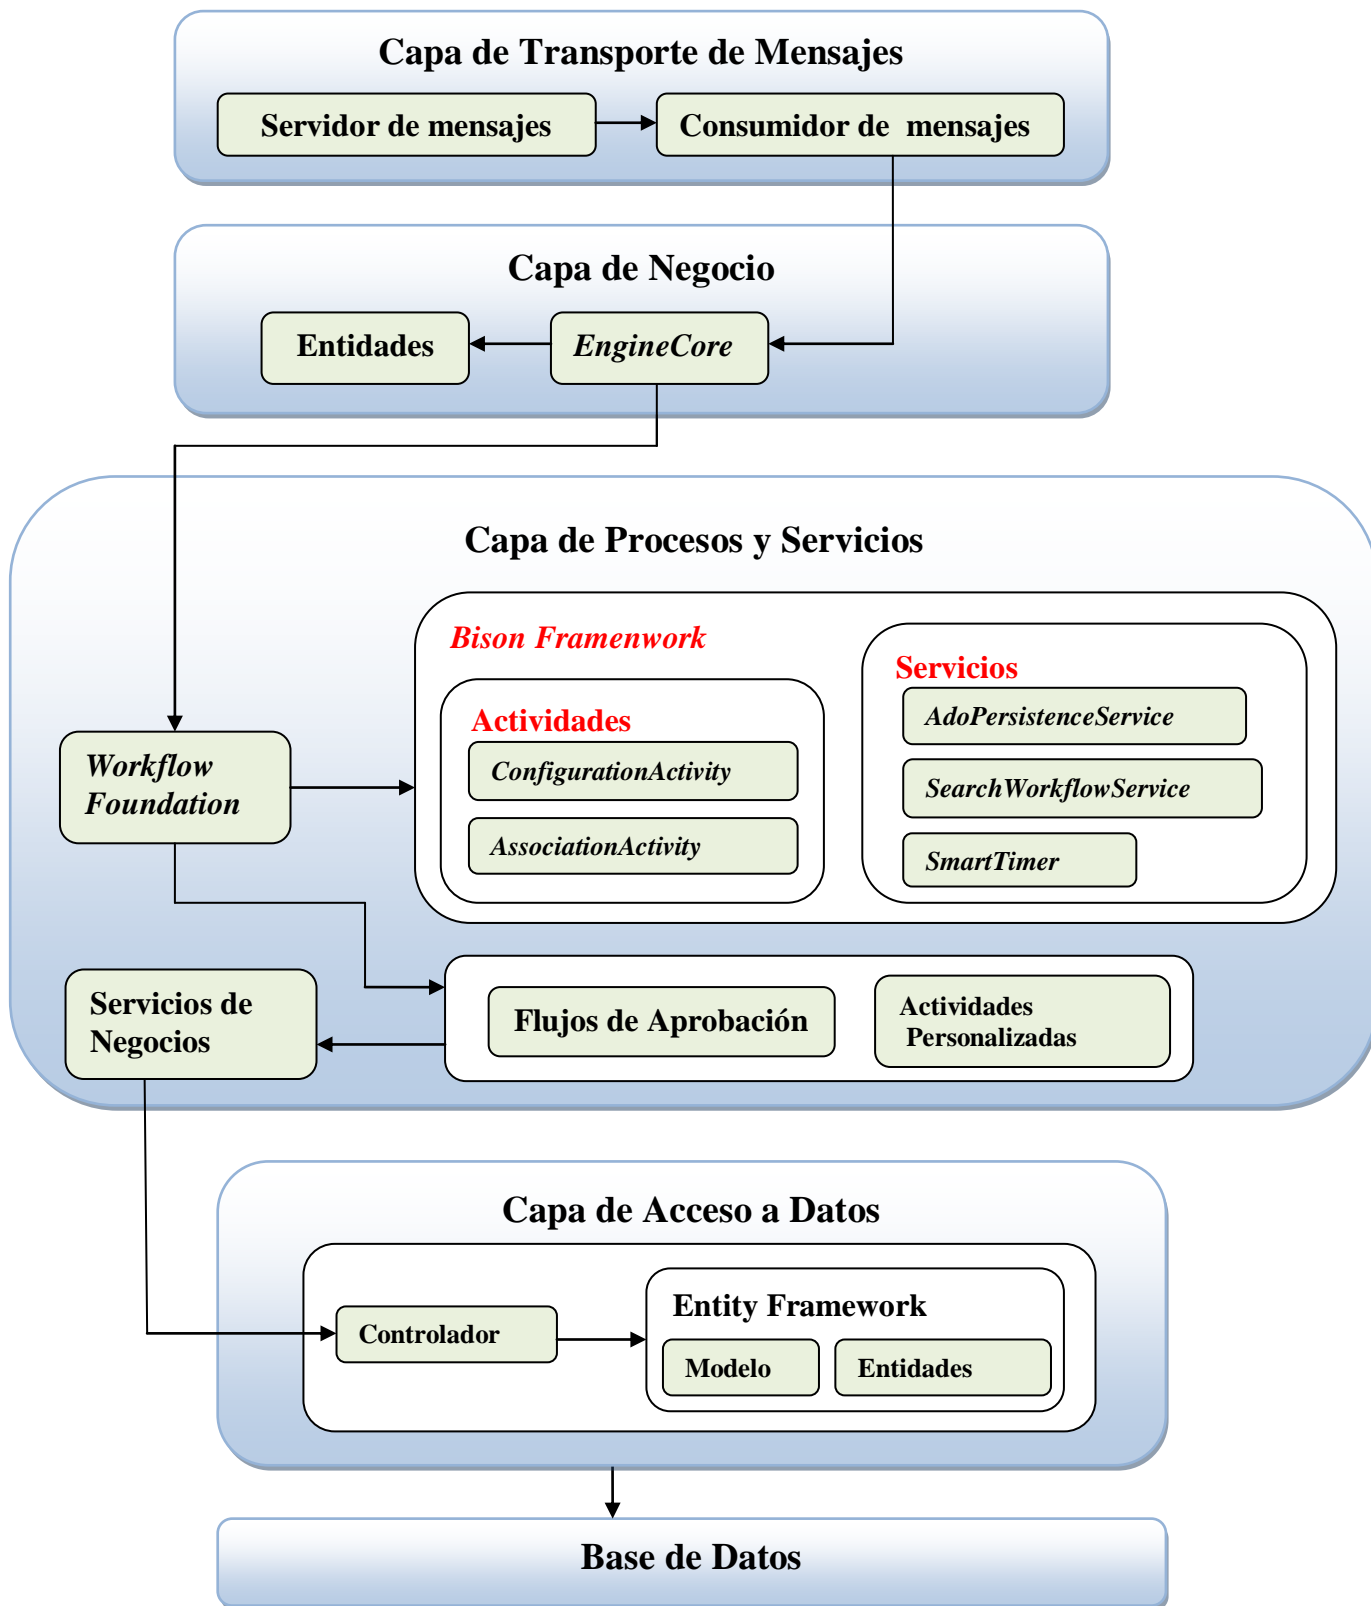 Capa de Transporte de Mensajes
Servidor de mensajes
Consumidor de mensajes
Capa de Negocio
Entidades
EngineCore
Capa de Procesos y Servicios
Bison Framenwork
Servicios
Actividades
AdoPersistenceService
ConfigurationActivity
SearchWorkflowService
AssociationActivity
SmartTimer
Workflow
Foundation
Servicios de
Negocios
Flujos de Aprobación
Actividades
Personalizadas
Capa de Acceso a Datos
Controlador
Entity Framework
Modelo
Entidades
Base de Datos